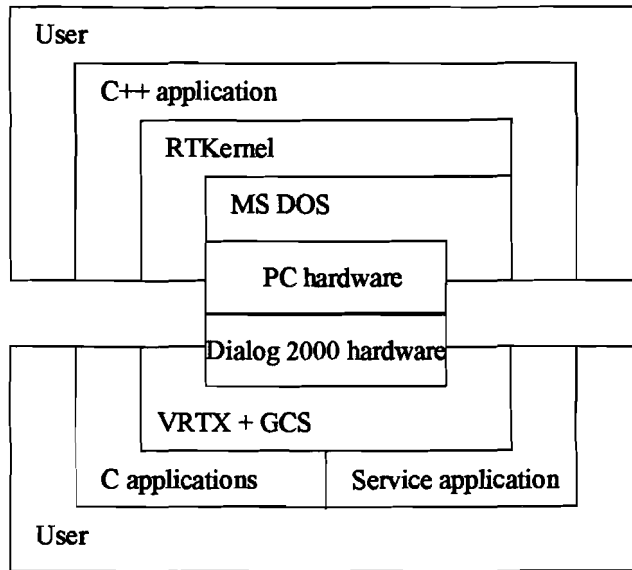 User
C++ application
RTKernel
MS DOS
PC hardware
Dialog 2000 hardware
VRTX + GCS
C applications
Service application
User